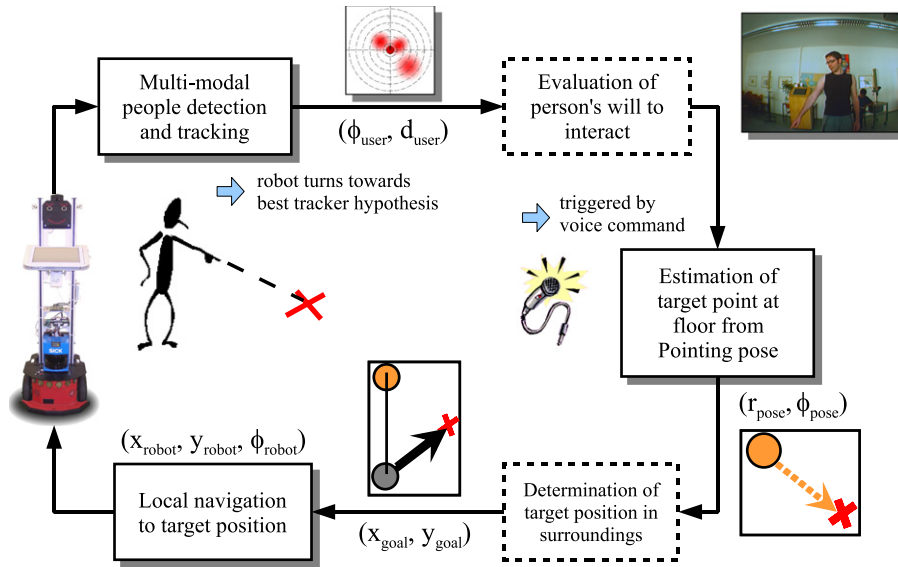 Multi-modal
people detection
and tracking
(ϕuser, duser)
Evaluation of
person's will to
interact
robot turns towards
best tracker hypothesis
triggered by
voice command
Estimation of
target point at
floor from
Pointing pose
(rpose, ϕpose)
Determination of
target position in
surroundings
(xgoal, ygoal)
(xrobot, yrobot, ϕrobot)
Local navigation
to target position
SICK